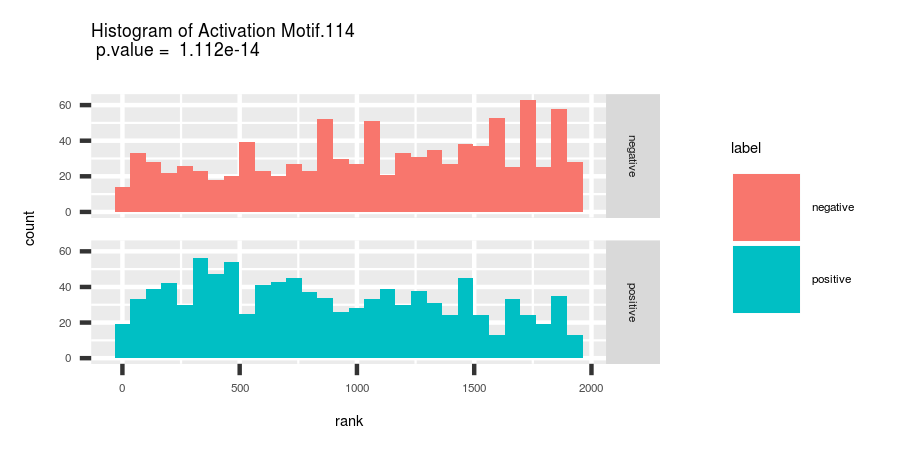 Histogram of Activation Motif.114
p.value = 1.112e-14
count
60
40
20
0
negative
60
40
20
0
positive
0 500 1000 1500 2000
rank
label
negative
positive